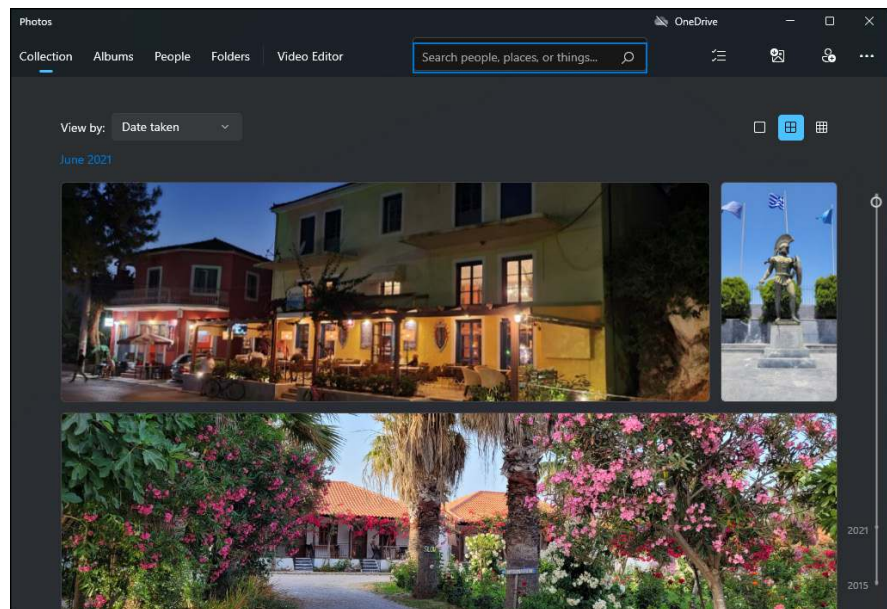 Photos
OneDrive
Collection Albums People Folders Video Editor
Search people, places, or things...
View by: Date taken
June 2021
2021
2015